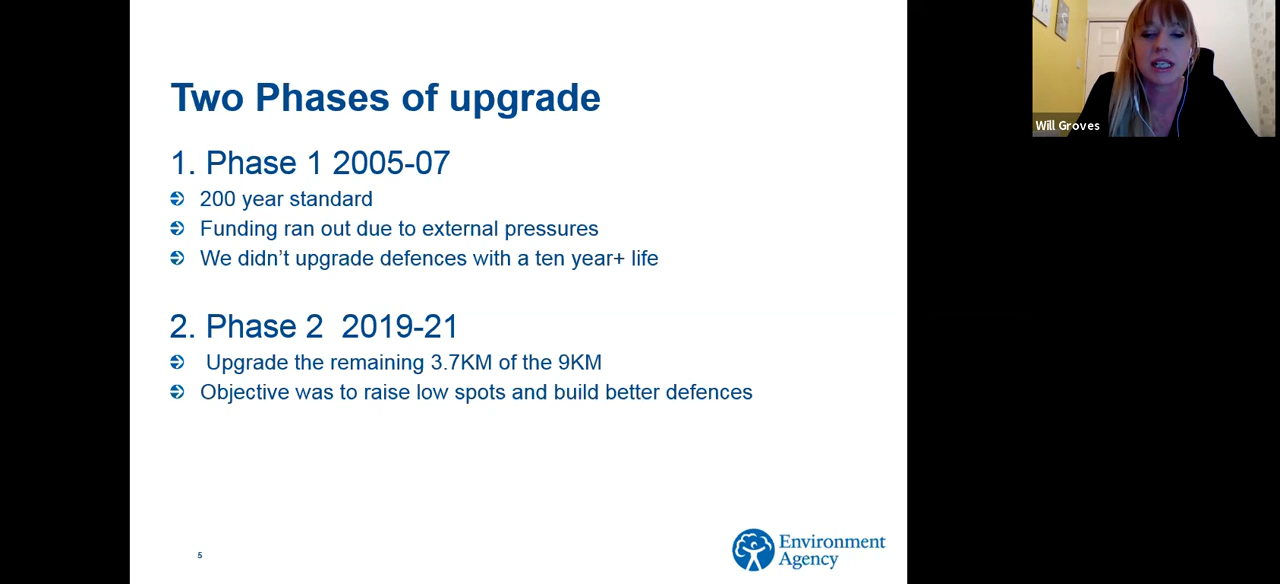 Two Phases of upgrade
1. Phase 1 2005-07
200 year standard
Funding ran out due to external pressures
We didn’t upgrade defences with a ten year+ life
2. Phase 2 2019-21
Upgrade the remaining 3.7KM of the 9KM
Objective was to raise low spots and build better defences
5
Environment
Agency
Will Groves